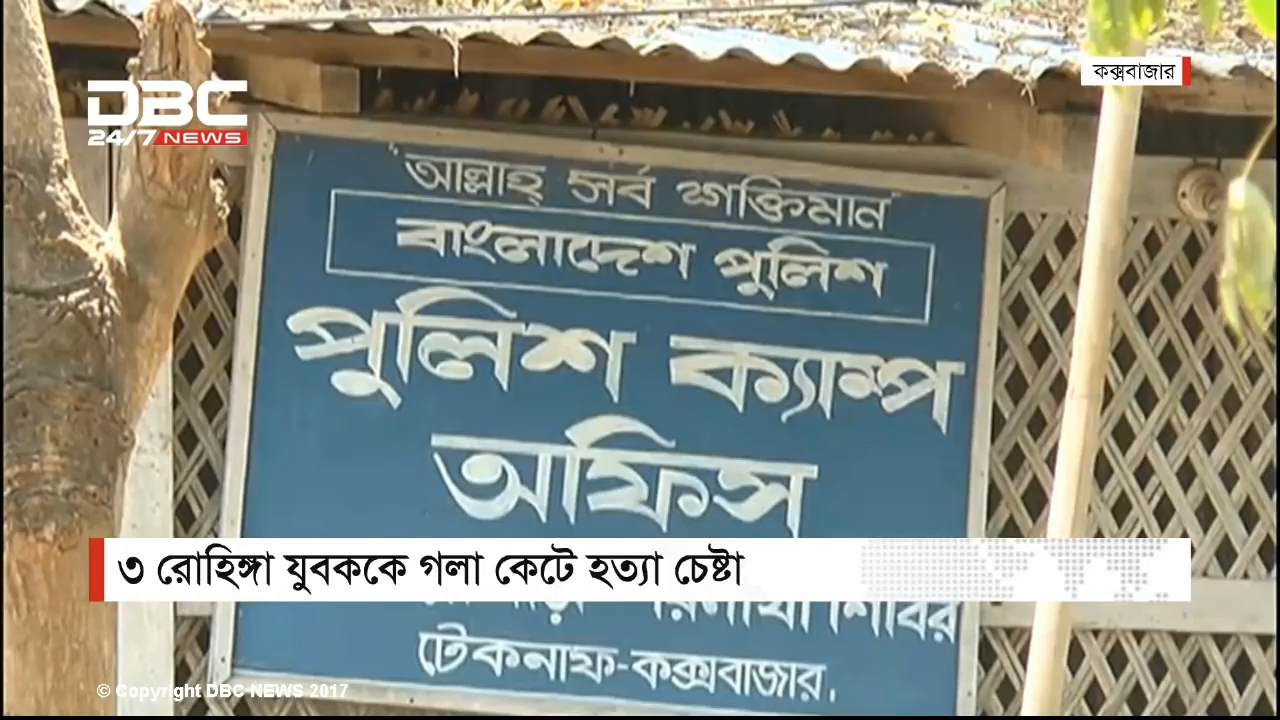 DBC
24/7 NEWS
কক্সবাজার
"আল্লাহ্ সর্ব শক্তিমান"
বাংলাদেশ পুলিশ
পুলিশ ক্যাম্প
অফিস
৩ রোহিঙ্গা যুবককে গলা কেটে হত্যা চেষ্টা
শিবির
টেকনাফ-কক্সবাজার.
© Copyright DBC NEWS 2017